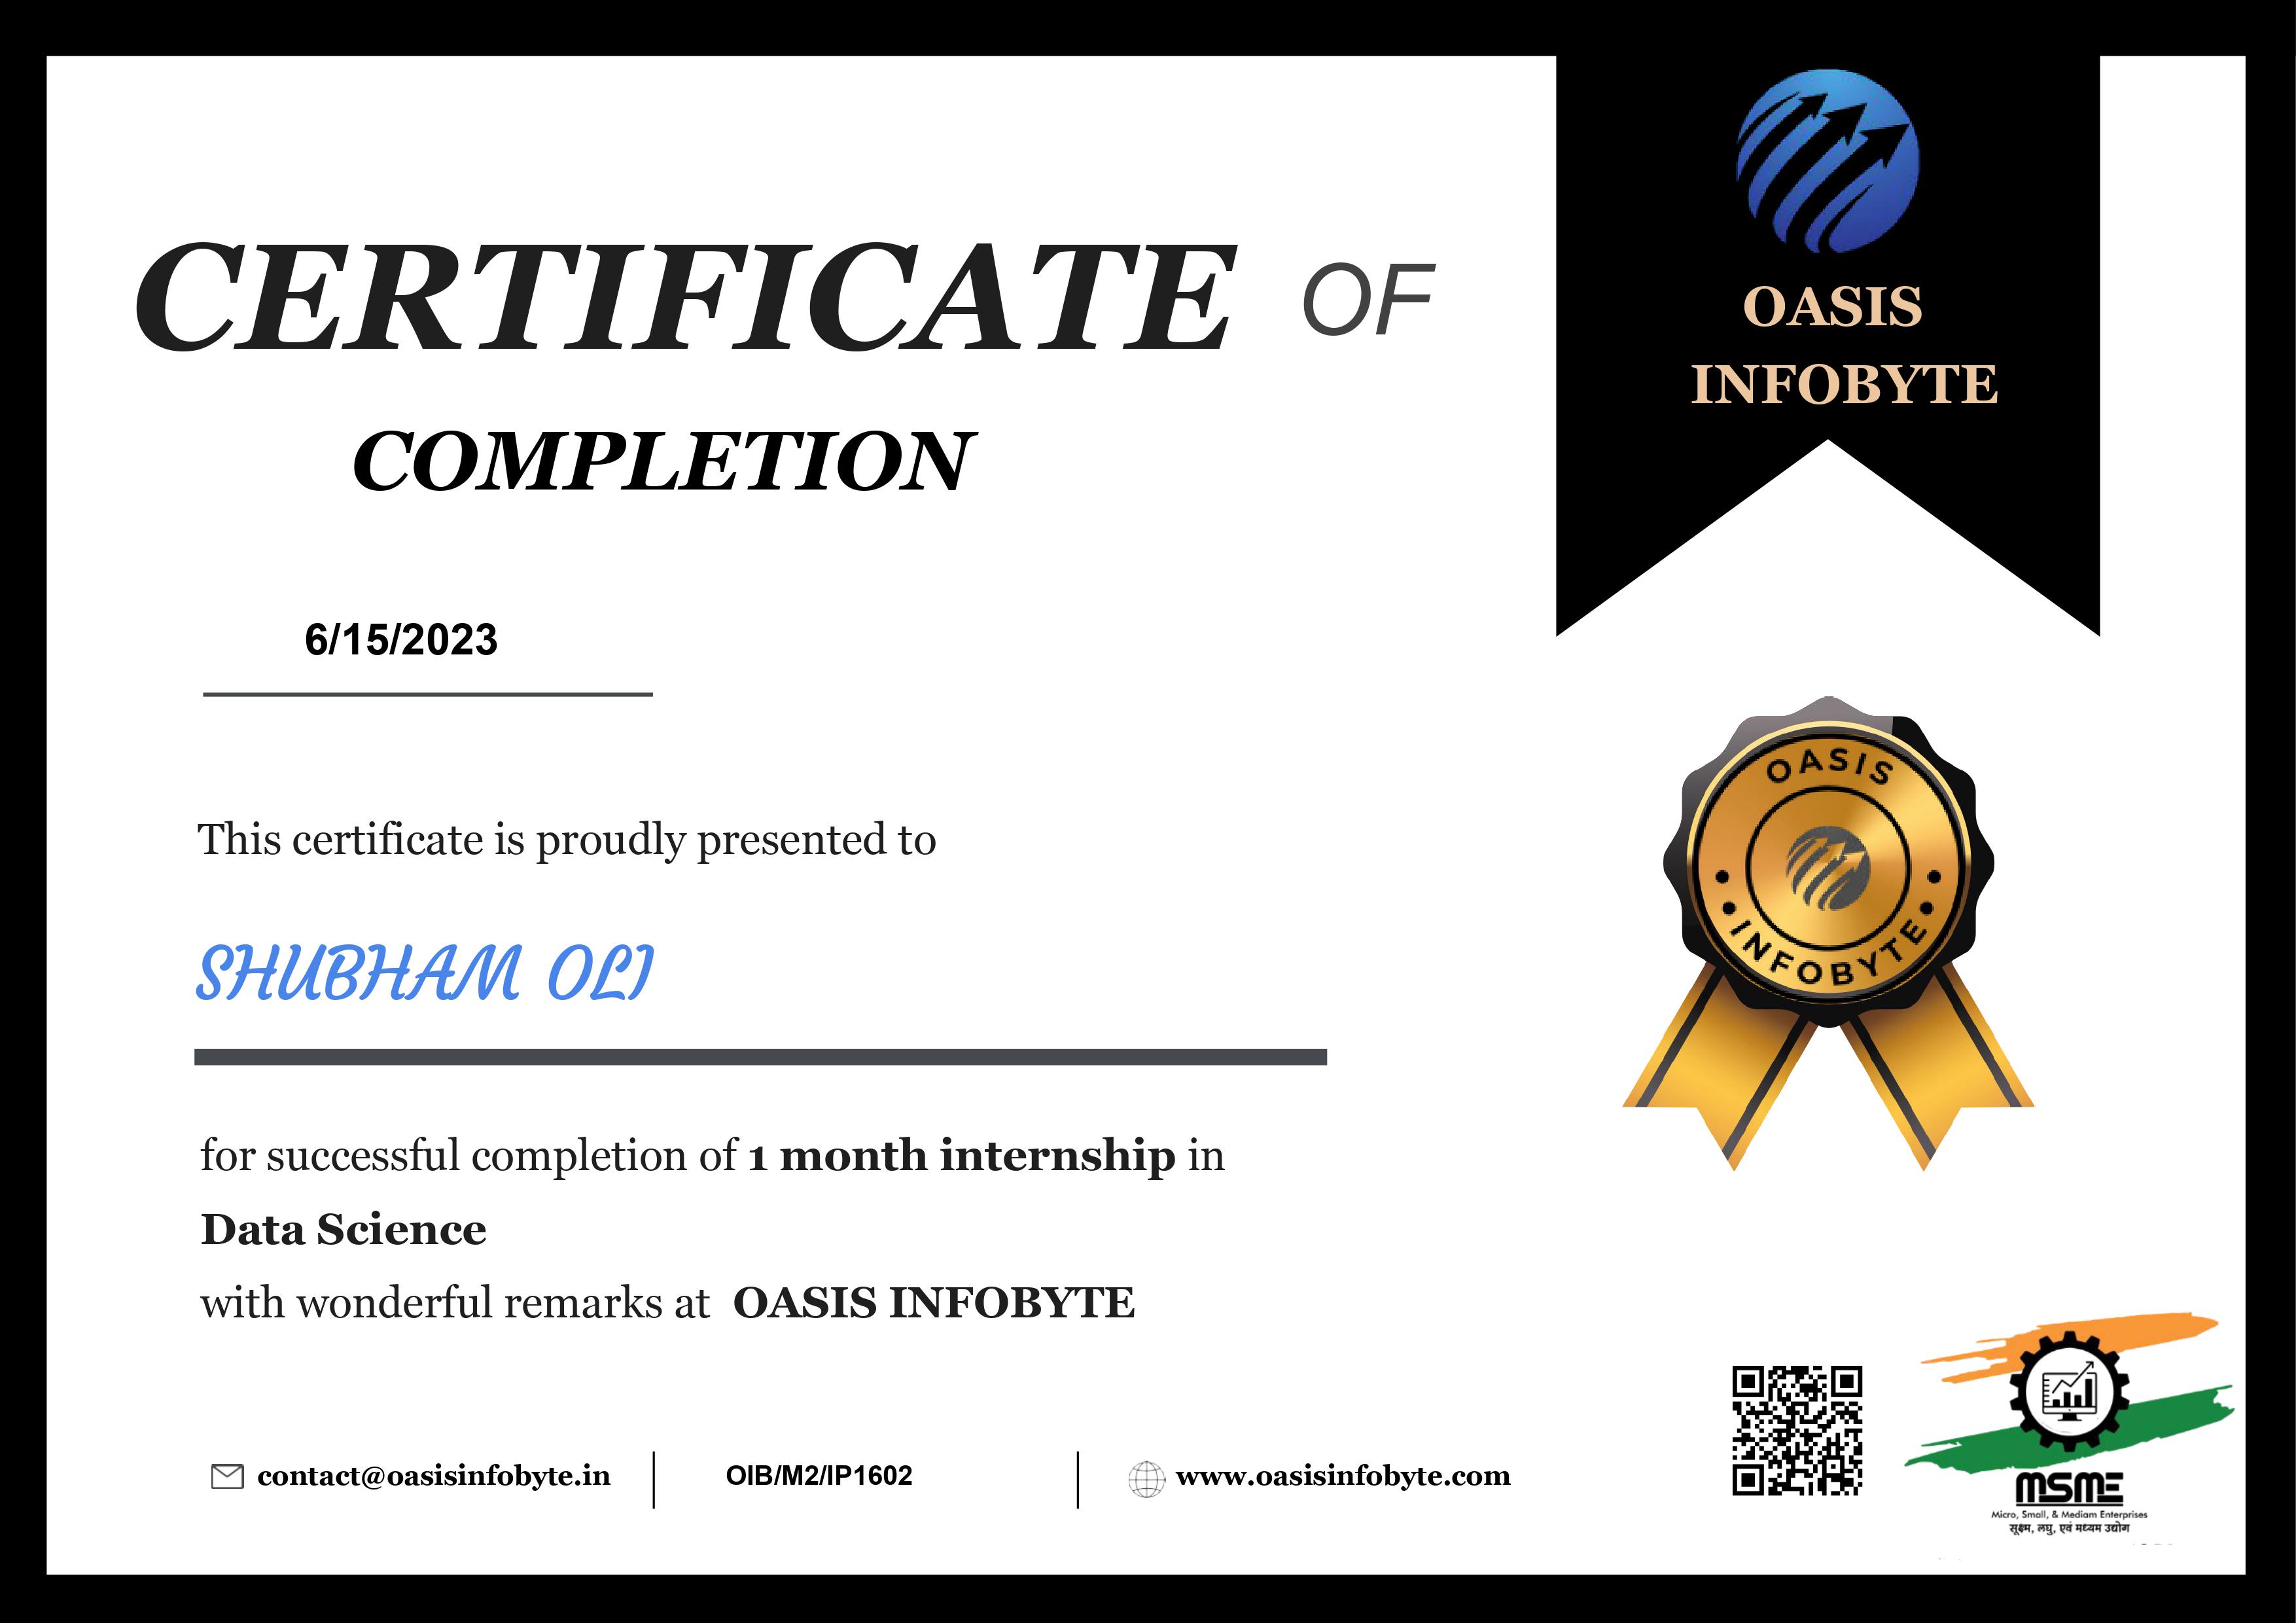 CERTIFICATE OF
COMPLETION
OASIS
INFOBYTE
6/15/2023
This certificate is proudly presented to
SHUBHAM OLI
OASIS
INFOBYTE
for successful completion of 1 month internship in
Data Science
with wonderful remarks at OASIS INFOBYTE
contact@oasisinfobyte.in
OIB/M2/IP1602
www.oasisinfobyte.com
MSME
Micro, Small, & Mediam Enterprises
सूक्ष्म, लघु, एवं मध्यम उद्योग